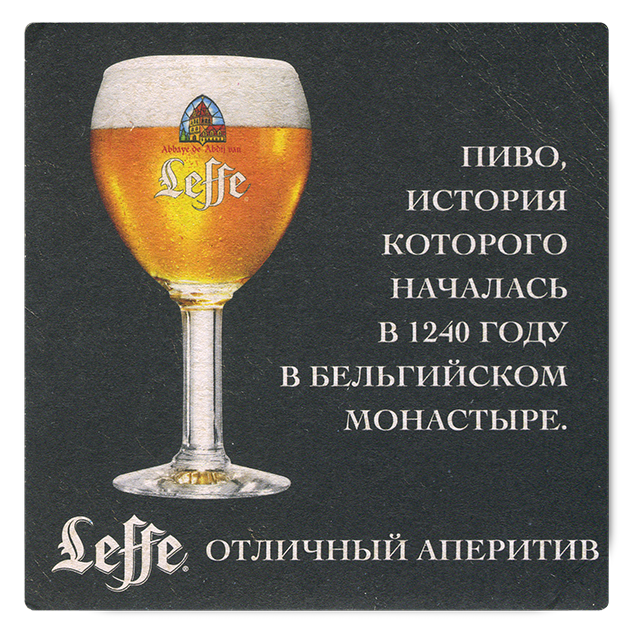 Abbaye de Abdij van
Leffe
ПИВО,
ИСТОРИЯ
КОТОРОГО
НАЧАЛАСЬ
В 1240 ГОДУ
В БЕЛЬГИЙСКОМ
МОНАСТЫРЕ.
Leffe® ОТЛИЧНЫЙ АПЕРИТИВ